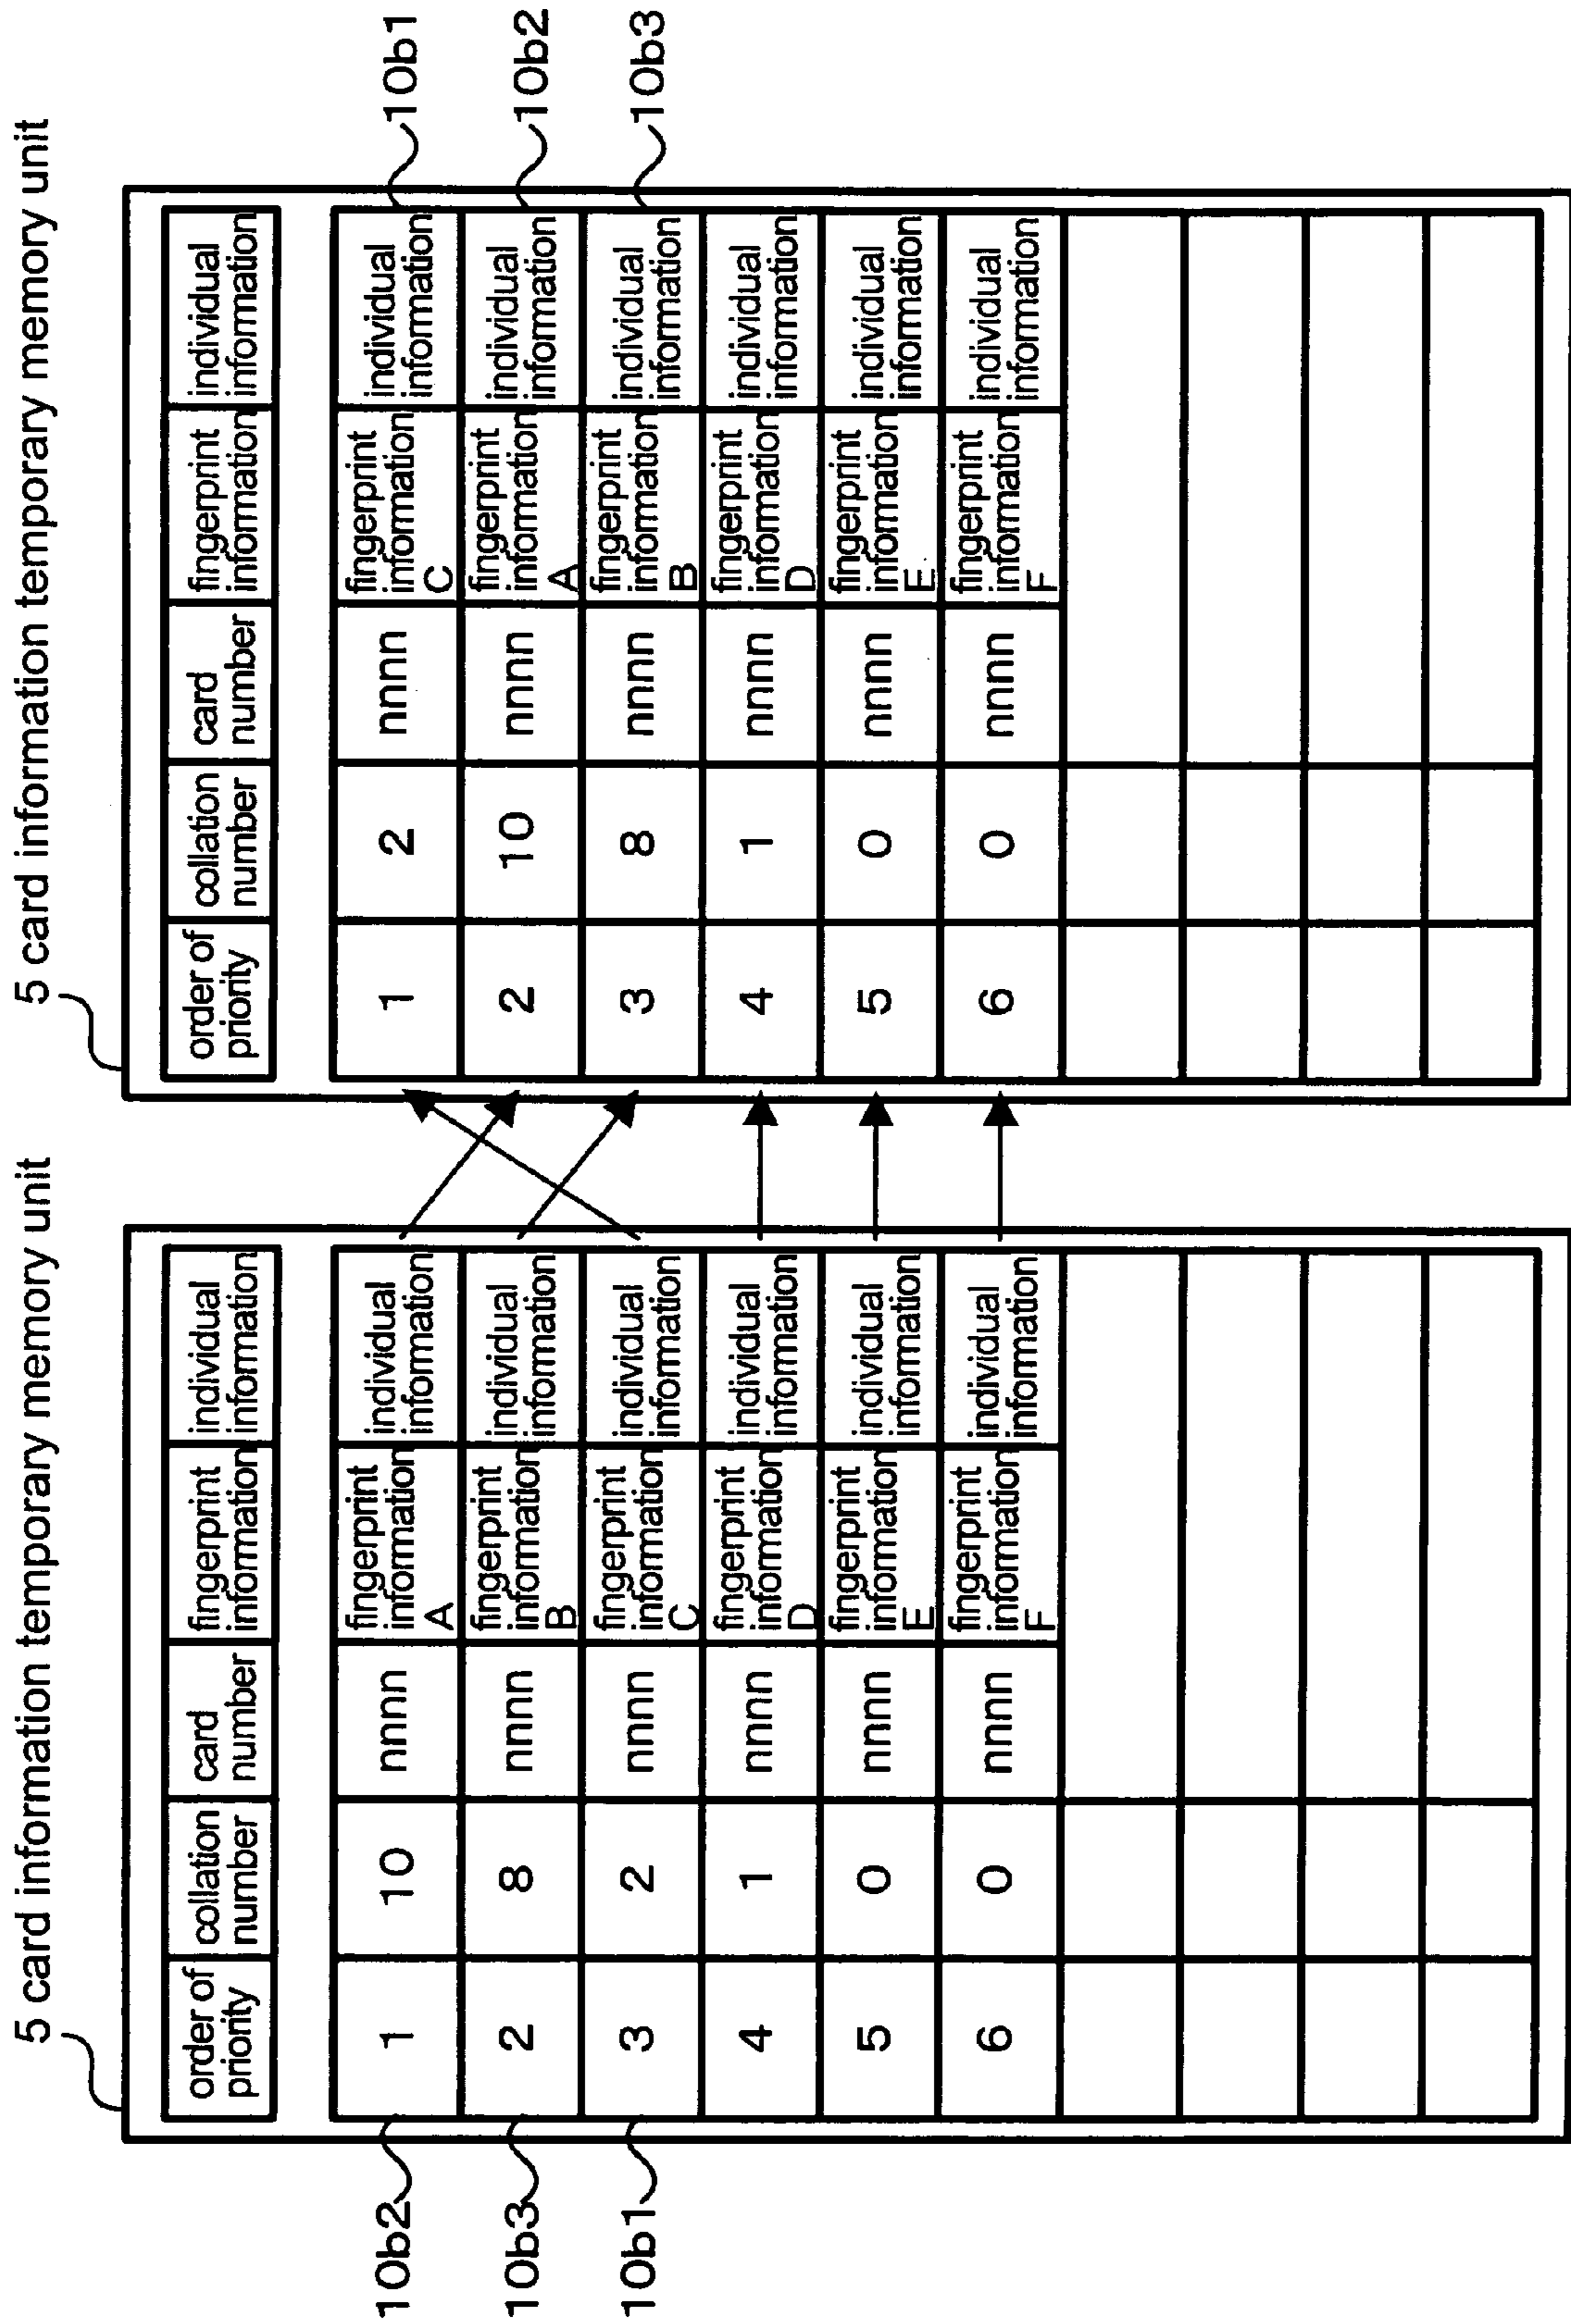 5 card information temporary memory unit
order of
priority
collation
number
card
number
fingerprint
information
individual
information
10b2
1
10
nnnn
fingerprint
information
A
individual
information
10b3
2
8
nnnn
fingerprint
information
B
individual
information
10b1
3
2
nnnn
fingerprint
information
C
individual
information
4
1
nnnn
fingerprint
information
D
individual
information
5
0
nnnn
fingerprint
information
E
individual
information
6
0
nnnn
fingerprint
information
F
individual
information
5 card information temporary memory unit
order of
priority
collation
number
card
number
fingerprint
information
individual
information
1
2
nnnn
fingerprint
information
C
individual
information
10b1
2
10
nnnn
fingerprint
information
A
individual
information
10b2
3
8
nnnn
fingerprint
information
B
individual
information
10b3
4
1
nnnn
fingerprint
information
D
individual
information
5
0
nnnn
fingerprint
information
E
individual
information
6
0
nnnn
fingerprint
information
F
individual
information